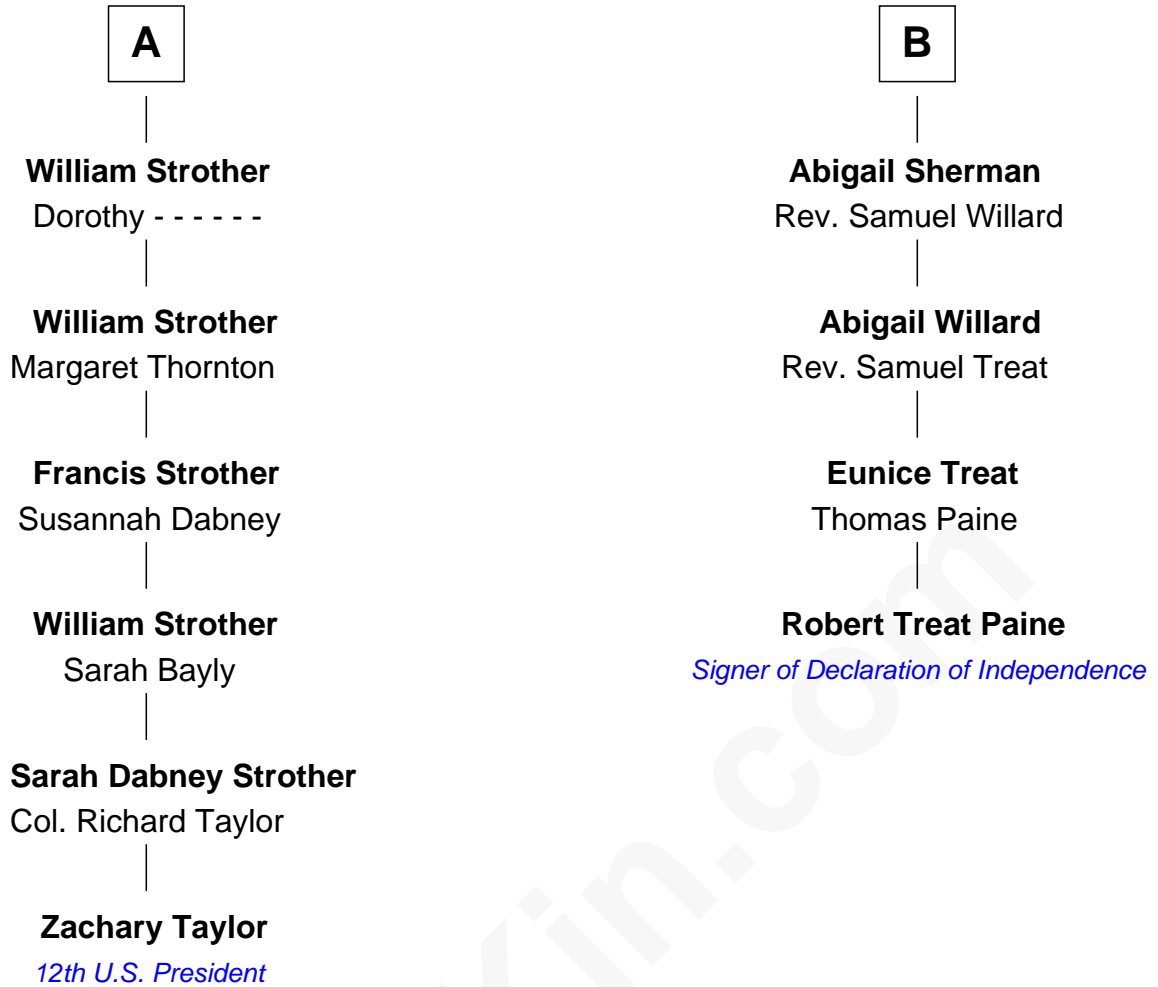 A
William Strother
Dorothy - - - - - -
William Strother
Margaret Thornton
Francis Strother
Susannah Dabney
William Strother
Sarah Bayly
Sarah Dabney Strother
Col. Richard Taylor
Zachary Taylor
12th U.S. President
B
Abigail Sherman
Rev. Samuel Willard
Abigail Willard
Rev. Samuel Treat
Eunice Treat
Thomas Paine
Robert Treat Paine
Signer of Declaration of Independence
Kin.com